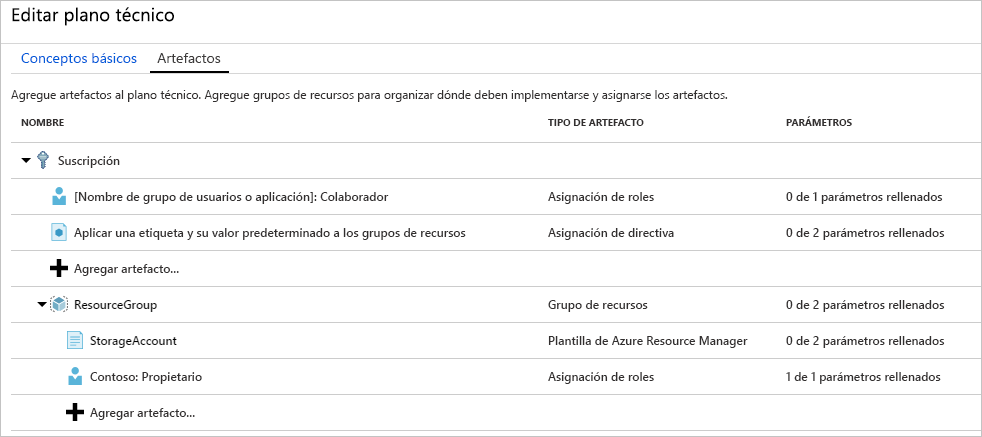 Editar plano técnico
Conceptos básicos Artefactos
Agregue artefactos al plano técnico. Agregue grupos de recursos para organizar dónde deben implementarse y asignarse los artefactos.
NOMBRE TIPO DE ARTEFACTO PARÁMETROS
Suscripción
[Nombre de grupo de usuarios o aplicación]: Colaborador Asignación de roles 0 de 1 parámetros rellenados
Aplicar una etiqueta y su valor predeterminado a los grupos de recursos Asignación de directiva 0 de 2 parámetros rellenados
Agregar artefacto...
ResourceGroup Grupo de recursos 0 de 2 parámetros rellenados
StorageAccount Plantilla de Azure Resource Manager 0 de 2 parámetros rellenados
Contoso: Propietario Asignación de roles 1 de 1 parámetros rellenados
Agregar artefacto...